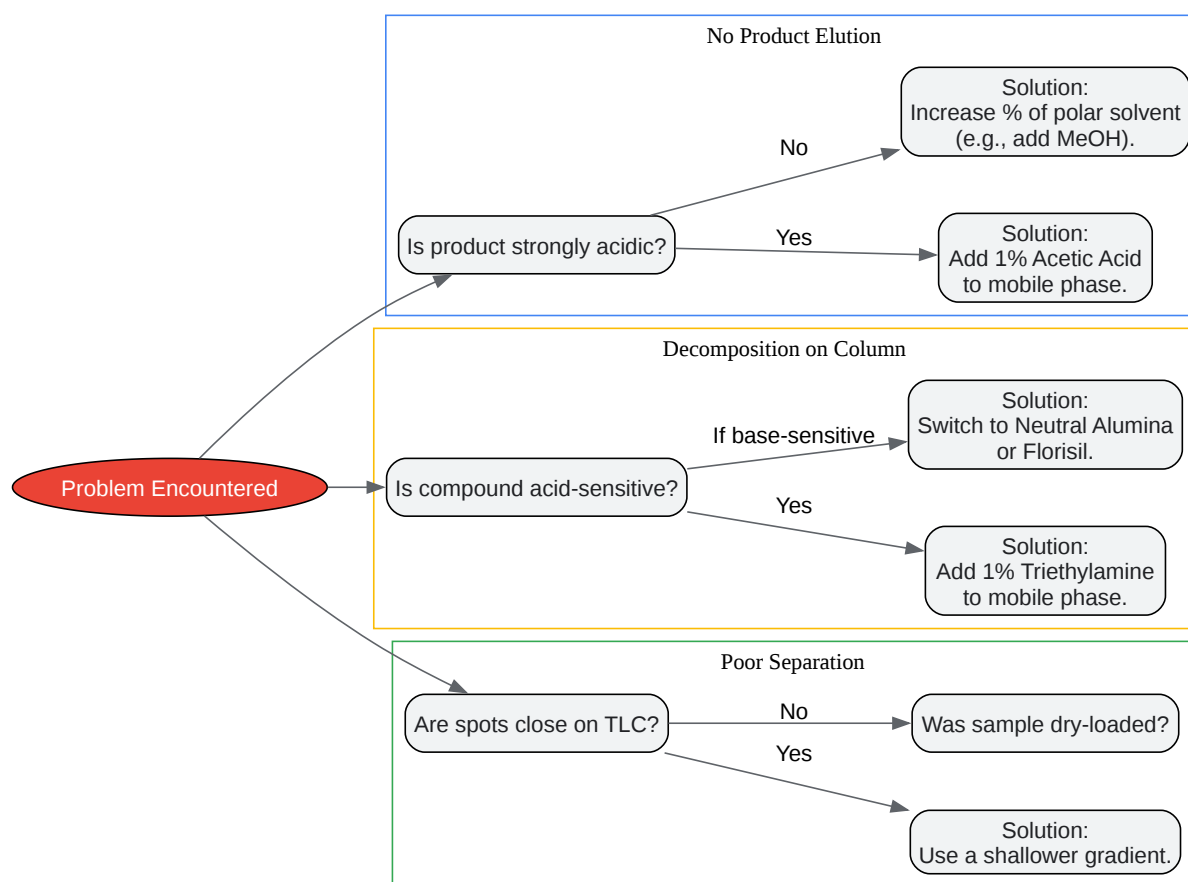 No Product Elution
Solution:
Increase % of polar solvent
(e.g., add MeOH).
No
Is product strongly acidic?
Yes
Solution:
Add 1% Acetic Acid
to mobile phase.
Decomposition on Column
Solution:
Switch to Neutral Alumina
or Florisil.
If base-sensitive
Problem Encountered
Is compound acid-sensitive?
Yes
Solution:
Add 1% Triethylamine
to mobile phase.
Poor Separation
Are spots close on TLC?
No
Was sample dry-loaded?
Yes
Solution:
Use a shallower gradient.